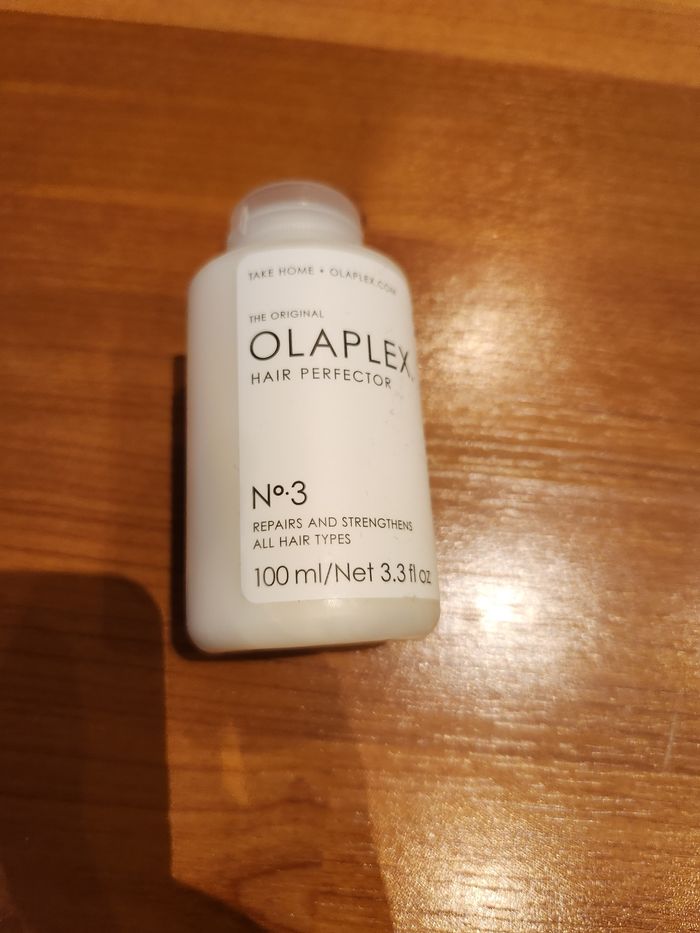 TAKE HOME • OLAPLEX.COM
THE ORIGINAL
OLAPLEX.
HAIR PERFECTOR
Nº.3
REPAIRS AND STRENGTHENS
ALL HAIR TYPES
100 ml/Net 3.3 fl oz